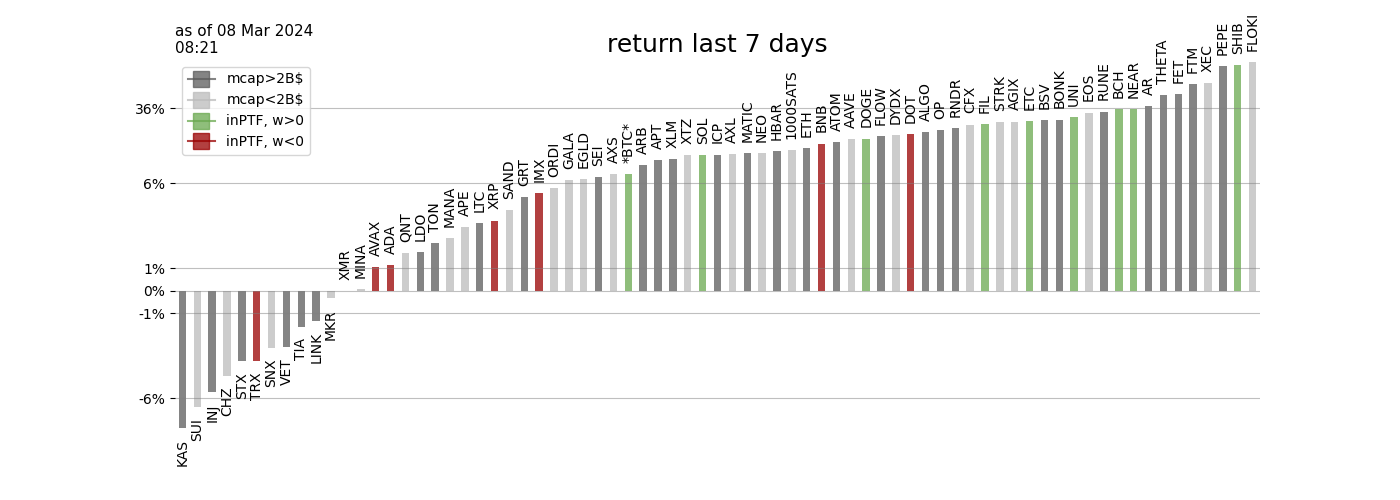 as of 08 Mar 2024
08:21
return last 7 days
mcap>2B$
mcap<2B$
inPTF, w>0
inPTF, w<0
36%
6%
1%
0%
-1%
-6%
KAS
SUI
INJ
CHZ
STX
TRX
SNX
VET
TIA
LINK
MKR
XMR
MINA
AVAX
ADA
QNT
LDO
TON
MANA
APE
LTC
XRP
SAND
GRT
IMX
ORDI
GALA
EGLD
SEI
AXS
*BTC*
ARB
APT
XLM
XTZ
SOL
ICP
AXL
MATIC
NEO
HBAR
1000SATS
ETH
BNB
ATOM
AAVE
DOGE
FLOW
DYDX
DOT
ALGO
OP
RNDR
CFX
FIL
STRK
AGIX
ETC
BSV
BONK
UNI
EOS
RUNE
BCH
NEAR
AR
THETA
FET
FTM
XEC
PEPE
SHIB
FLOKI